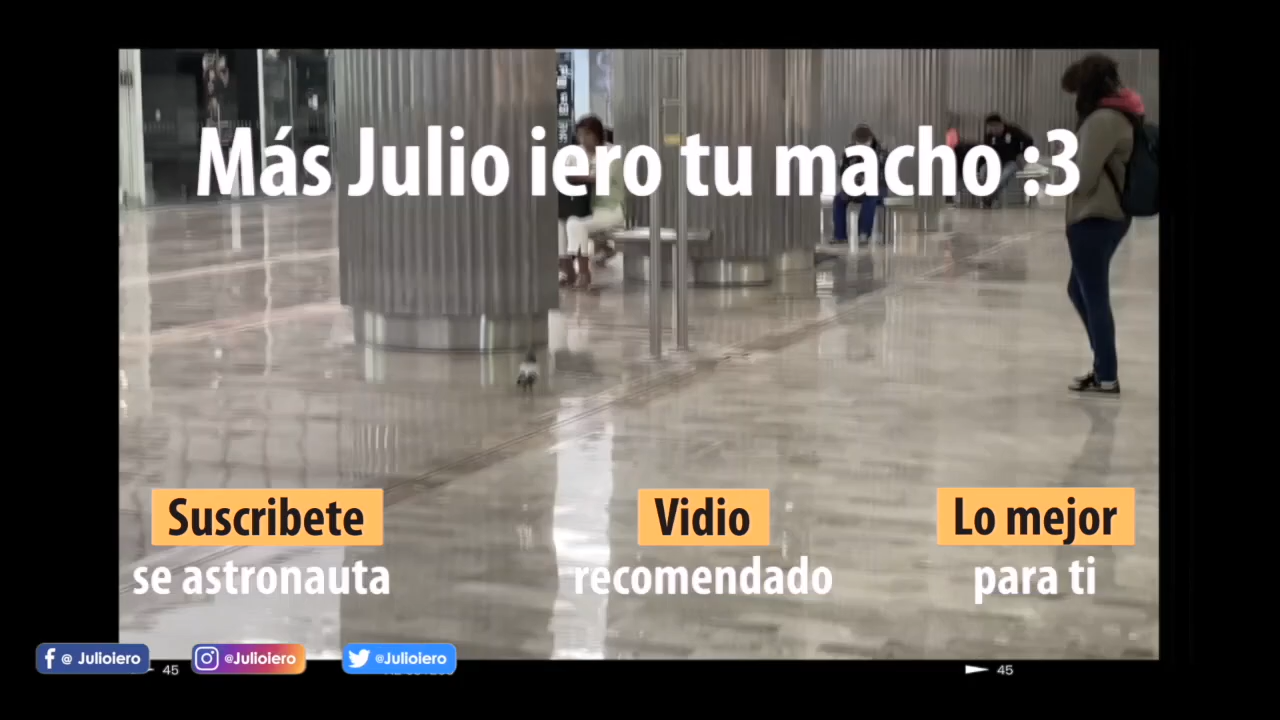 Más Julio iero tu macho :3
Suscribete
se astronauta
Vidio
recomendado
Lo mejor
para ti
@ Julioiero
@Julioiero
@Julioiero
45
45